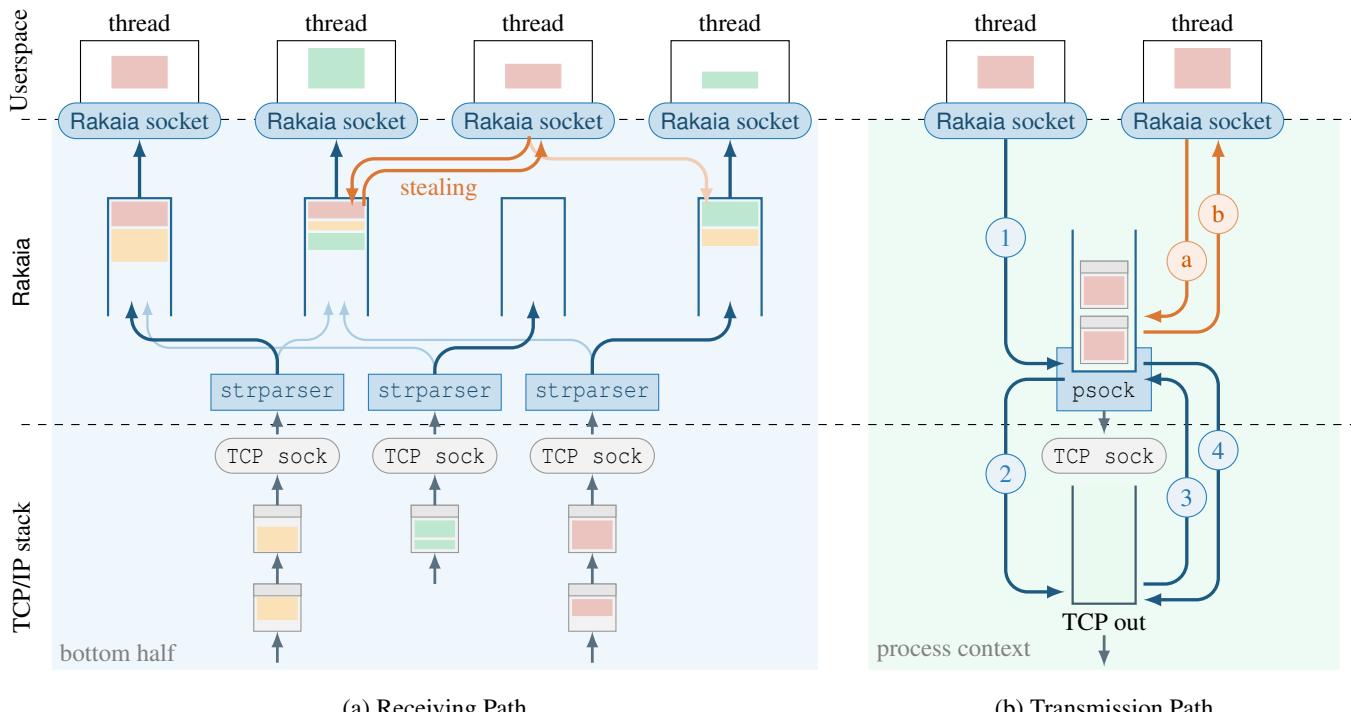 thread thread thread thread thread thread
Userspace
Rakaia socket Rakaia socket Rakaia socket Rakaia socket Rakaia socket Rakaia socket
stealing
Rakaia
1
a
b
strparser strparser strparser
psock
TCP sock TCP sock TCP sock
TCP sock
2
3
4
TCP/IP stack
TCP out
bottom half
process context
(a) Receiving Path
(b) Transmission Path